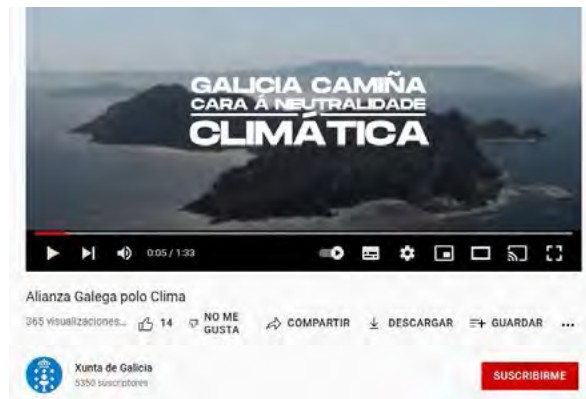 GALICIA CAMIÑA
CARA Á NEUTRALIDADE
CLIMÁTICA
0:05 / 1:33
Alianza Galega polo Clima
365 visualizaciones... 14 NO ME GUSTA COMPARTIR DESCARGAR GUARDAR ...
Xunta de Galicia
5350 suscriptores
SUSCRIBIRME